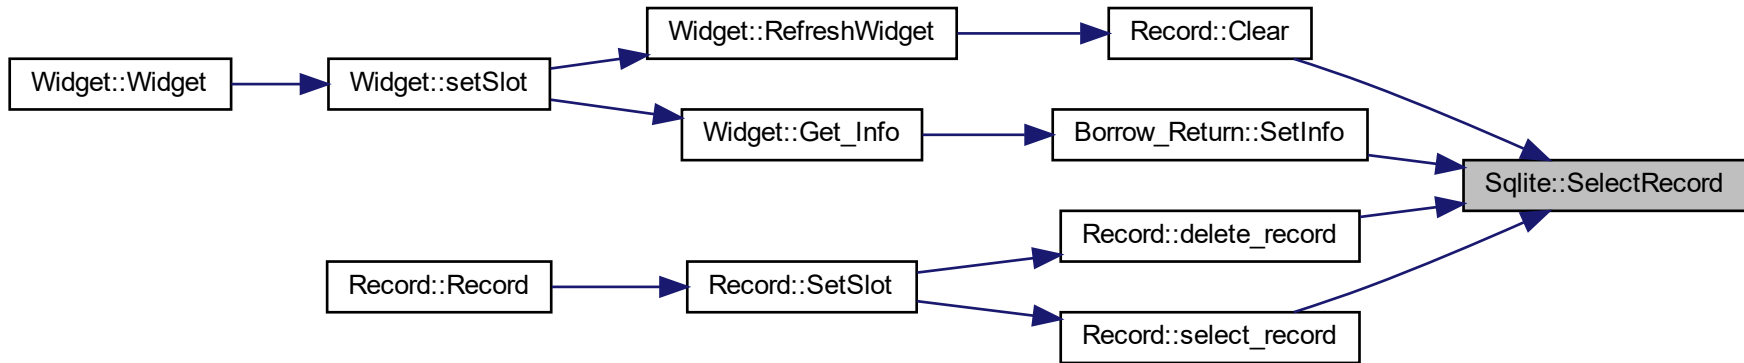 Widget::RefreshWidget
Record::Clear
Widget::Widget
Widget::setSlot
Widget::Get_Info
Borrow_Return::SetInfo
Sqlite::SelectRecord
Record::delete_record
Record::Record
Record::SetSlot
Record::select_record